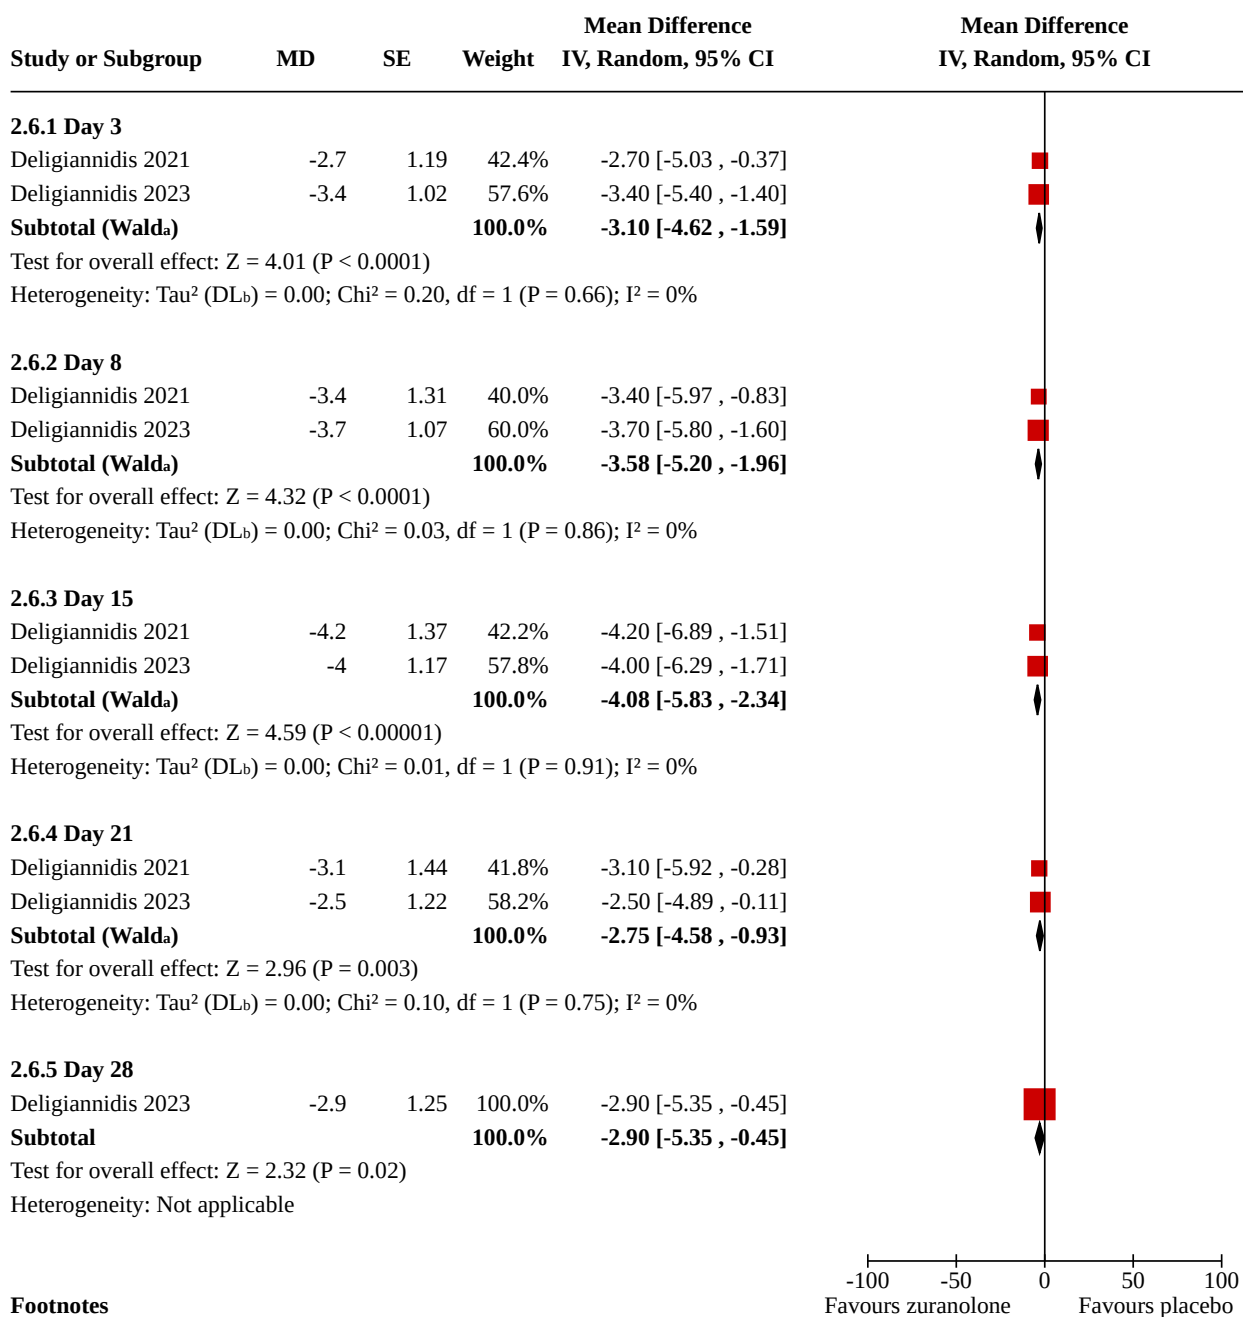 Mean Difference Mean Difference
Study or Subgroup MD SE Weight IV, Random, 95% CI IV, Random, 95% CI
2.6.1 Day 3
Deligiannidis 2021 -2.7 1.19 42.4% -2.70 [-5.03 , -0.37]
Deligiannidis 2023 -3.4 1.02 57.6% -3.40 [-5.40 , -1.40]
Subtotal (Walda) 100.0% -3.10 [-4.62 , -1.59]
Test for overall effect: Z = 4.01 (P < 0.0001)
Heterogeneity: Tau² (DLb) = 0.00; Chi² = 0.20, df = 1 (P = 0.66); I² = 0%
2.6.2 Day 8
Deligiannidis 2021 -3.4 1.31 40.0% -3.40 [-5.97 , -0.83]
Deligiannidis 2023 -3.7 1.07 60.0% -3.70 [-5.80 , -1.60]
Subtotal (Walda) 100.0% -3.58 [-5.20 , -1.96]
Test for overall effect: Z = 4.32 (P < 0.0001)
Heterogeneity: Tau² (DLb) = 0.00; Chi² = 0.03, df = 1 (P = 0.86); I² = 0%
2.6.3 Day 15
Deligiannidis 2021 -4.2 1.37 42.2% -4.20 [-6.89 , -1.51]
Deligiannidis 2023 -4 1.17 57.8% -4.00 [-6.29 , -1.71]
Subtotal (Walda) 100.0% -4.08 [-5.83 , -2.34]
Test for overall effect: Z = 4.59 (P < 0.00001)
Heterogeneity: Tau² (DLb) = 0.00; Chi² = 0.01, df = 1 (P = 0.91); I² = 0%
2.6.4 Day 21
Deligiannidis 2021 -3.1 1.44 41.8% -3.10 [-5.92 , -0.28]
Deligiannidis 2023 -2.5 1.22 58.2% -2.50 [-4.89 , -0.11]
Subtotal (Walda) 100.0% -2.75 [-4.58 , -0.93]
Test for overall effect: Z = 2.96 (P = 0.003)
Heterogeneity: Tau² (DLb) = 0.00; Chi² = 0.10, df = 1 (P = 0.75); I² = 0%
2.6.5 Day 28
Deligiannidis 2023 -2.9 1.25 100.0% -2.90 [-5.35 , -0.45]
Subtotal 100.0% -2.90 [-5.35 , -0.45]
Test for overall effect: Z = 2.32 (P = 0.02)
Heterogeneity: Not applicable
-100 -50 0 50 100
Footnotes Favours zuranolone Favours placebo